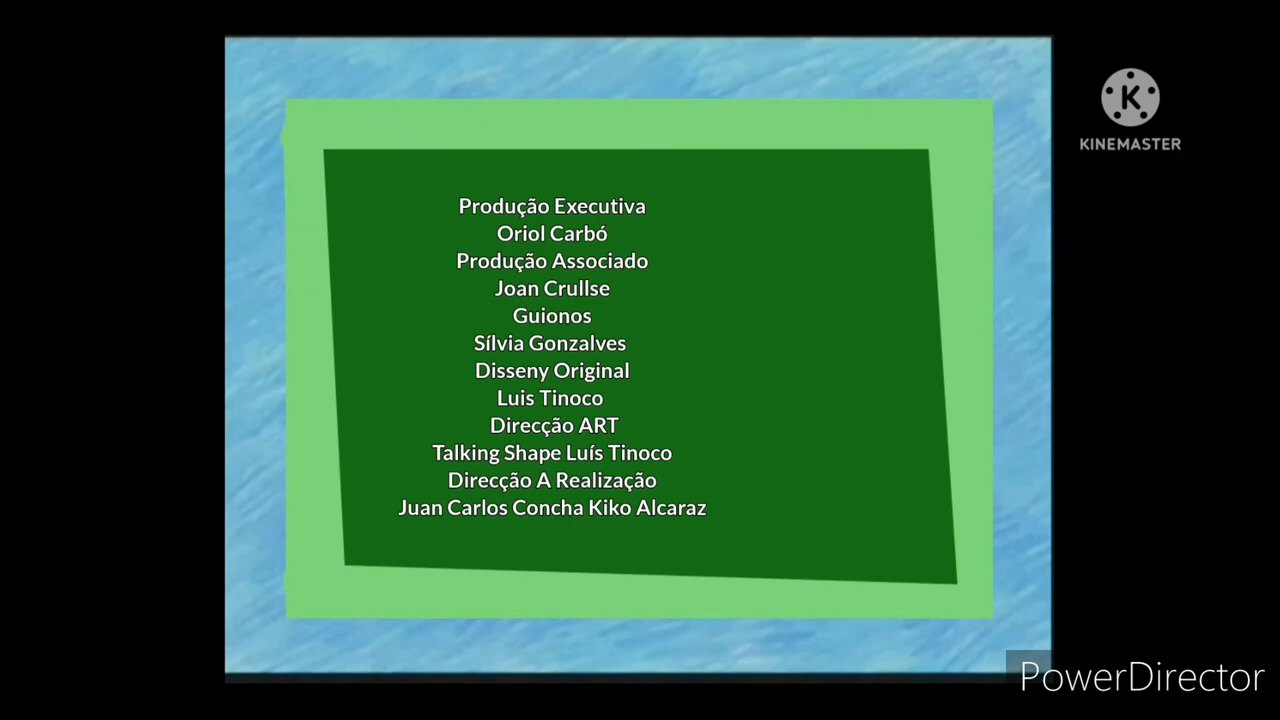 Produção Executiva
Oriol Carbó
Produção Associado
Joan Crullse
Guionos
Sílvia Gonzalves
Disseny Original
Luis Tinoco
Direcção ART
Talking Shape Luís Tinoco
Direcção A Realização
Juan Carlos Concha Kiko Alcaraz
K
KINEMASTER
PowerDirector